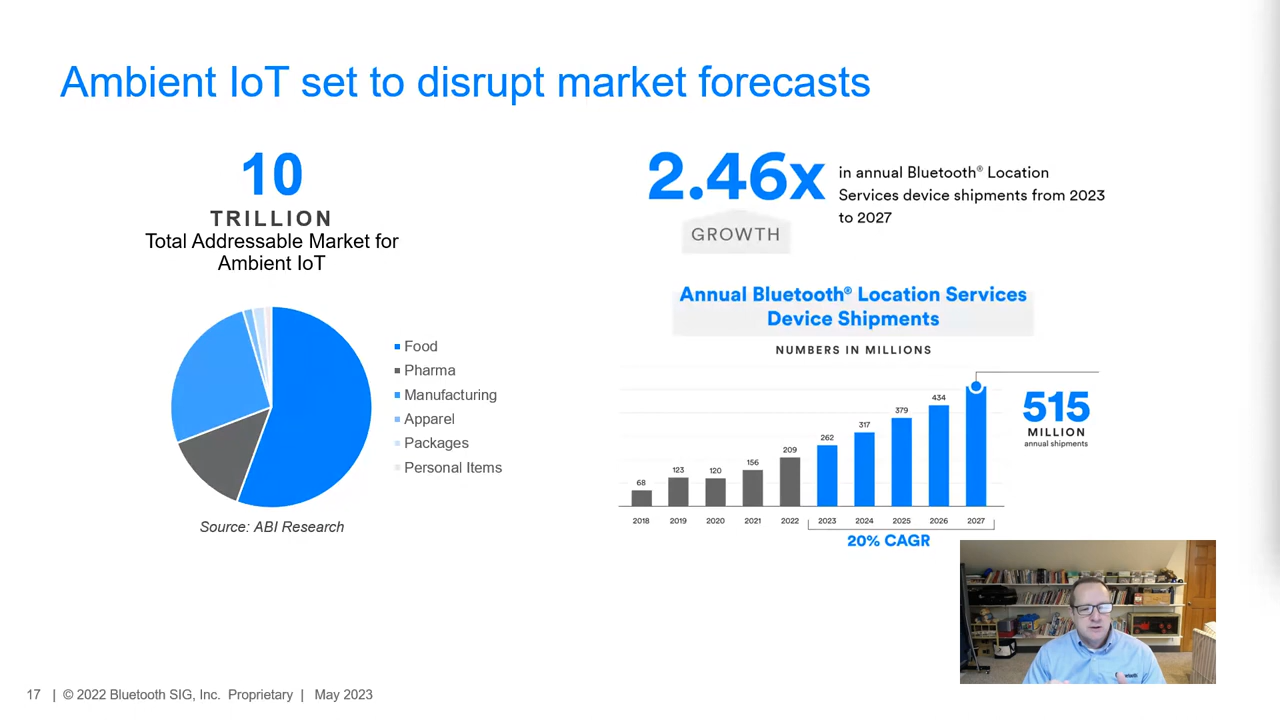 Ambient IoT set to disrupt market forecasts
10
TRILLION
Total Addressable Market for
Ambient IoT
Food
Pharma
Manufacturing
Apparel
Packages
Personal Items
Source: ABI Research
2.46x
GROWTH
in annual Bluetooth® Location
Services device shipments from 2023
to 2027
Annual Bluetooth® Location Services
Device Shipments
NUMBERS IN MILLIONS
68
123
120
156
209
262
317
379
434
515
MILLION
annual shipments
2018
2019
2020
2021
2022
2023
2024
2025
2026
2027
20% CAGR
17 | © 2022 Bluetooth SIG, Inc. Proprietary | May 2023